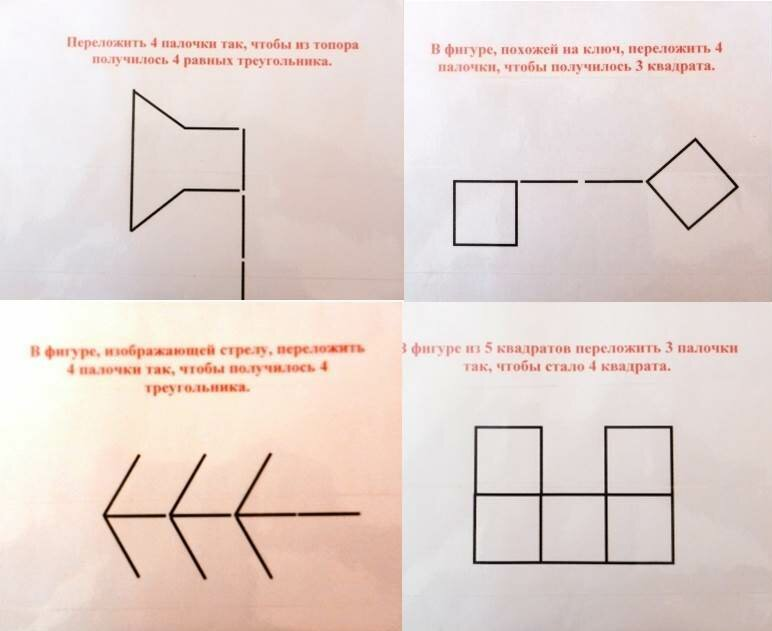 Переложить 4 палочки так, чтобы из топора
получилось 4 равных треугольника.
В фигуре, похожей на ключ, переложить 4
палочки, чтобы получилось 3 квадрата.
В фигуре, изображающей стрелу, переложить
4 палочки так, чтобы получилось 4
треугольника.
В фигуре из 5 квадратов переложить 3 палочки
так, чтобы стало 4 квадрата.